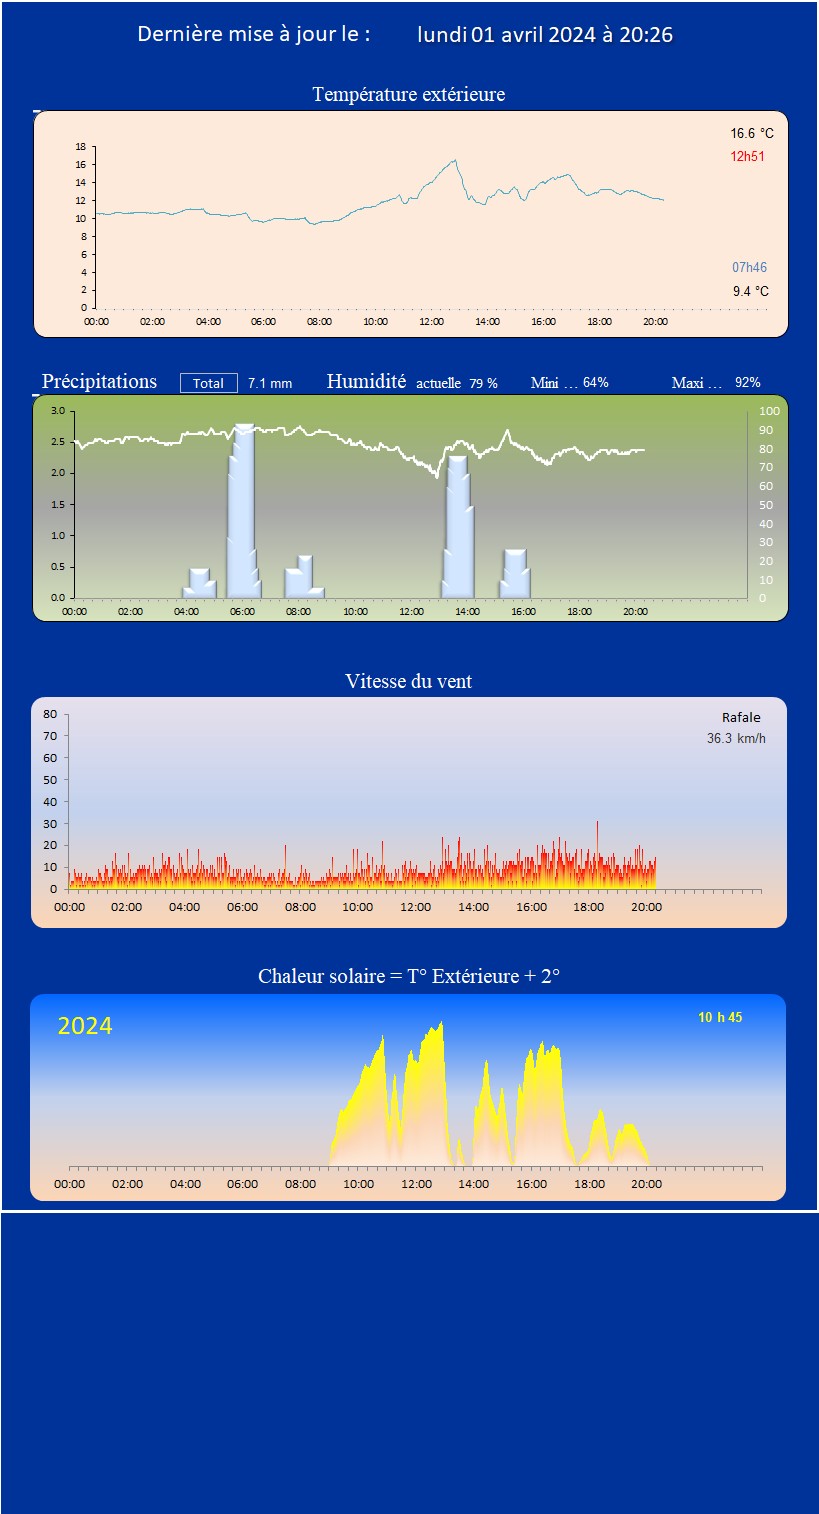 Dernière mise à jour le : lundi 01 avril 2024 à 20:26
Température extérieure
16.6 °C
12h51
18
16
14
12
10
8
6
4
2
0
07h46
9.4 °C
00:00 02:00 04:00 06:00 08:00 10:00 12:00 14:00 16:00 18:00 20:00
Précipitations Total 7.1 mm Humidité actuelle 79 % Mini ... 64% Maxi ... 92%
3.0
2.5
2.0
1.5
1.0
0.5
0.0
100
90
80
70
60
50
40
30
20
10
0
00:00 02:00 04:00 06:00 08:00 10:00 12:00 14:00 16:00 18:00 20:00
Vitesse du vent
Rafale
36.3 km/h
80
70
60
50
40
30
20
10
0
00:00 02:00 04:00 06:00 08:00 10:00 12:00 14:00 16:00 18:00 20:00
Chaleur solaire = T° Extérieure + 2°
2024 10 h 45
00:00 02:00 04:00 06:00 08:00 10:00 12:00 14:00 16:00 18:00 20:00